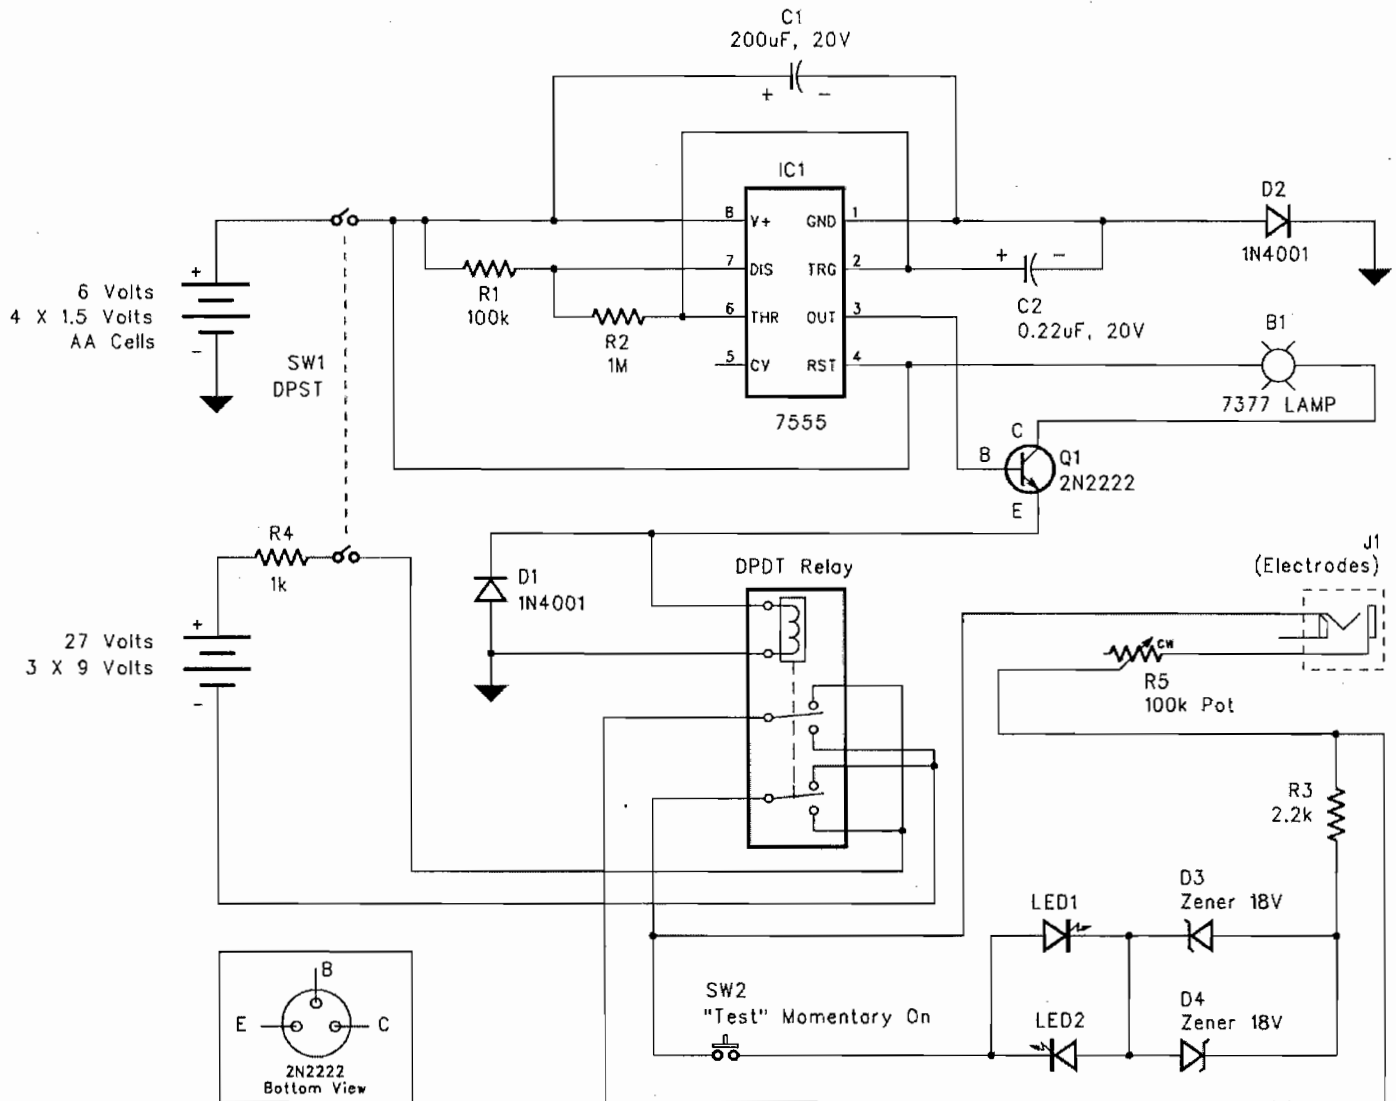 C1
200uF, 20V
+ -
IC1
8 V+ GND 1
7 DIS TRG 2
6 THR OUT 3
5 CV RST 4
7555
D2
1N4001
+
6 Volts
4 X 1.5 Volts
AA Cells
-
R1
100k
R2
1M
+ -
C2
0.22uF, 20V
B1
7377 LAMP
SW1
DPST
C
B
E
Q1
2N2222
R4
1k
D1
1N4001
DPDT Relay
J1
(Electrodes)
+
27 Volts
3 X 9 Volts
-
CW
R5
100k Pot
R3
2.2k
LED1
D3
Zener 18V
SW2
"Test" Momentary On
LED2
D4
Zener 18V
B
E C
2N2222
Bottom View